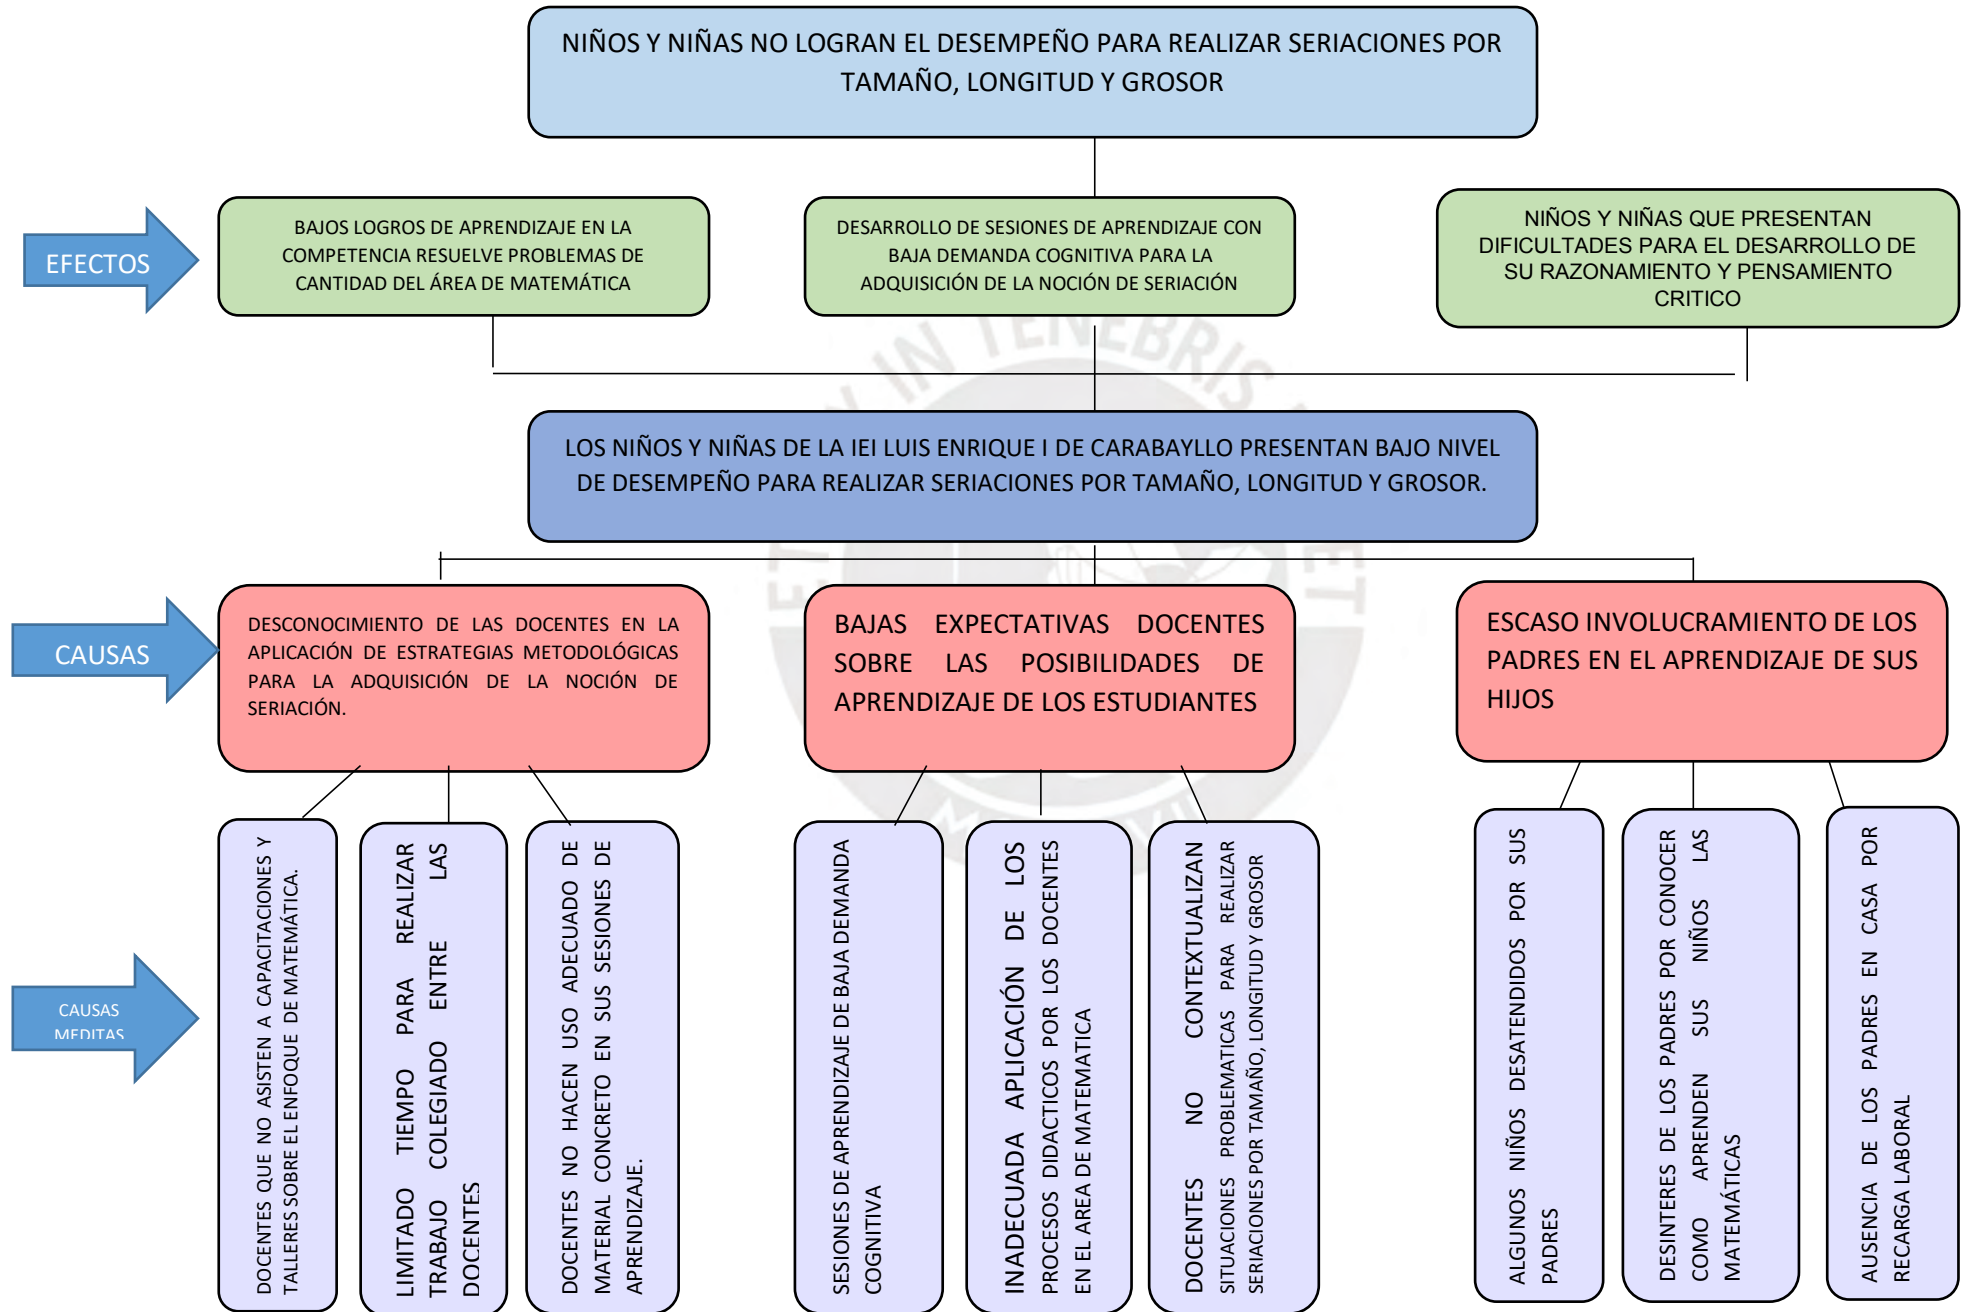 NIÑOS Y NIÑAS NO LOGRAN EL DESEMPEÑO PARA REALIZAR SERIACIONES POR
TAMAÑO, LONGITUD Y GROSOR
EFECTOS
BAJOS LOGROS DE APRENDIZAJE EN LA
COMPETENCIA RESUELVE PROBLEMAS DE
CANTIDAD DEL ÁREA DE MATEMÁTICA
DESARROLLO DE SESIONES DE APRENDIZAJE CON
BAJA DEMANDA COGNITIVA PARA LA
ADQUISICIÓN DE LA NOCIÓN DE SERIACIÓN
NIÑOS Y NIÑAS QUE PRESENTAN
DIFICULTADES PARA EL DESARROLLO DE
SU RAZONAMIENTO Y PENSAMIENTO
CRITICO
IN TENEBRIS
LOS NIÑOS Y NIÑAS DE LA IEI LUIS ENRIQUE I DE CARABAYLLO PRESENTAN BAJO NIVEL
DE DESEMPEÑO PARA REALIZAR SERIACIONES POR TAMAÑO, LONGITUD Y GROSOR.
ET
CAUSAS
DESCONOCIMIENTO DE LAS DOCENTES EN LA
APLICACIÓN DE ESTRATEGIAS METODOLÓGICAS
PARA LA ADQUISICIÓN DE LA NOCIÓN DE
SERIACIÓN.
BAJAS EXPECTATIVAS DOCENTES
SOBRE LAS POSIBILIDADES DE
APRENDIZAJE DE LOS ESTUDIANTES
ESCASO INVOLUCRAMIENTO DE LOS
PADRES EN EL APRENDIZAJE DE SUS
HIJOS
CAUSAS
MEDITAS
DOCENTES QUE NO ASISTEN A CAPACITACIONES Y
TALLERES SOBRE EL ENFOQUE DE MATEMÁTICA.
LIMITADO TIEMPO PARA REALIZAR
TRABAJO COLEGIADO ENTRE LAS
DOCENTES
DOCENTES NO HACEN USO ADECUADO DE
MATERIAL CONCRETO EN SUS SESIONES DE
APRENDIZAJE.
SESIONES DE APRENDIZAJE DE BAJA DEMANDA
COGNITIVA
INADECUADA APLICACIÓN DE LOS
PROCESOS DIDACTICOS POR LOS DOCENTES
EN EL AREA DE MATEMATICA
DOCENTES NO CONTEXTUALIZAN
SITUACIONES PROBLEMATICAS PARA REALIZAR
SERIACIONES POR TAMAÑO, LONGITUD Y GROSOR
ALGUNOS NIÑOS DESATENDIDOS POR SUS
PADRES
DESINTERES DE LOS PADRES POR CONOCER
COMO APRENDEN SUS NIÑOS LAS
MATEMÁTICAS
AUSENCIA DE LOS PADRES EN CASA POR
RECARGA LABORAL